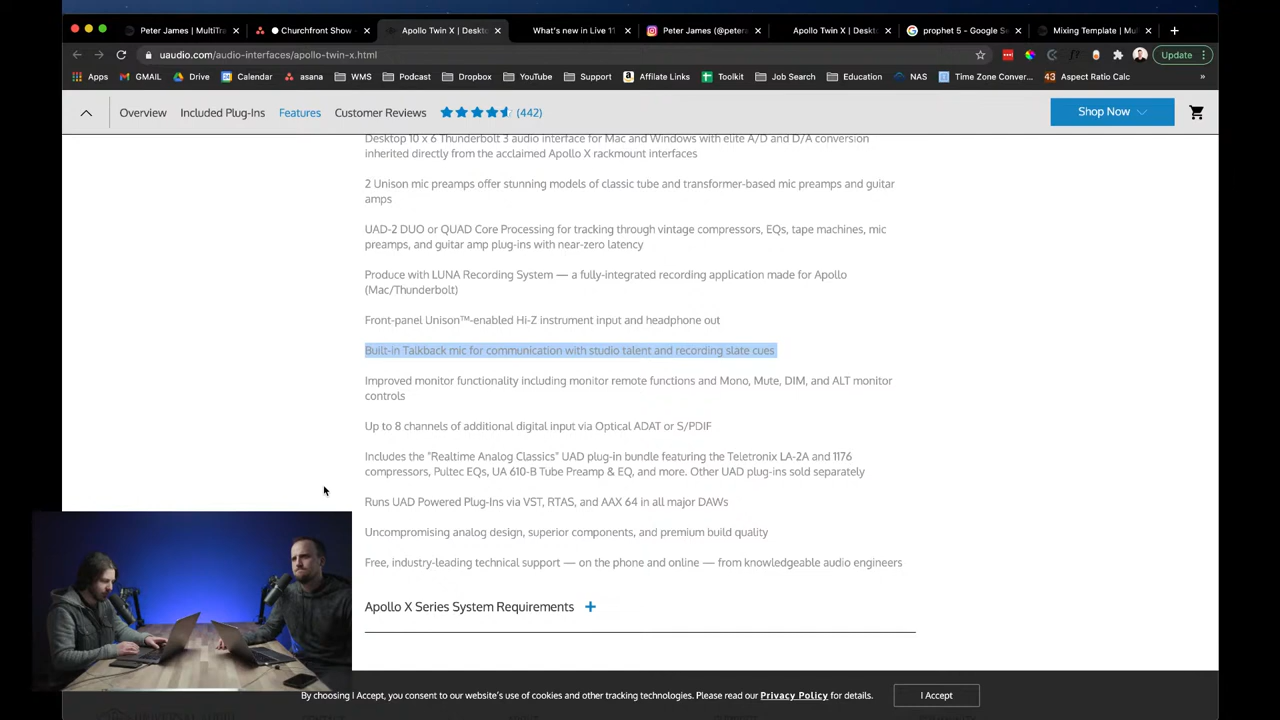 Peter James | MultiTra
Churchfront Show -
Apollo Twin X | Deskto
What's new in Live 11
Peter James (@petera
Apollo Twin X | Deskto
prophet 5 - Google Se
Mixing Template | Mul
uaudio.com/audio-interfaces/apollo-twin-x.html
Update
Apps
GMAIL
Drive
Calendar
asana
WMS
Podcast
Dropbox
YouTube
Support
Affiliate Links
Toolkit
Job Search
Education
NAS
Time Zone Conver...
43 Aspect Ratio Calc
»
Overview
Included Plug-Ins
Features
Customer Reviews
(442)
Shop Now
Desktop 10 x 6 Thunderbolt 3 audio interface for Mac and Windows with elite A/D and D/A conversion
inherited directly from the acclaimed Apollo X rackmount interfaces
2 Unison mic preamps offer stunning models of classic tube and transformer-based mic preamps and guitar
amps
UAD-2 DUO or QUAD Core Processing for tracking through vintage compressors, EQs, tape machines, mic
preamps, and guitar amp plug-ins with near-zero latency
Produce with LUNA Recording System — a fully-integrated recording application made for Apollo
(Mac/Thunderbolt)
Front-panel Unison™-enabled Hi-Z instrument input and headphone out
Built-in Talkback mic for communication with studio talent and recording slate cues
Improved monitor functionality including monitor remote functions and Mono, Mute, DIM, and ALT monitor
controls
Up to 8 channels of additional digital input via Optical ADAT or S/PDIF
Includes the "Realtime Analog Classics" UAD plug-in bundle featuring the Teletronix LA-2A and 1176
compressors, Pultec EQs, UA 610-B Tube Preamp & EQ, and more. Other UAD plug-ins sold separately
Runs UAD Powered Plug-Ins via VST, RTAS, and AAX 64 in all major DAWs
Uncompromising analog design, superior components, and premium build quality
Free, industry-leading technical support — on the phone and online — from knowledgeable audio engineers
Apollo X Series System Requirements +
By choosing I Accept, you consent to our website's use of cookies and other tracking technologies. Please read our Privacy Policy for details.
I Accept